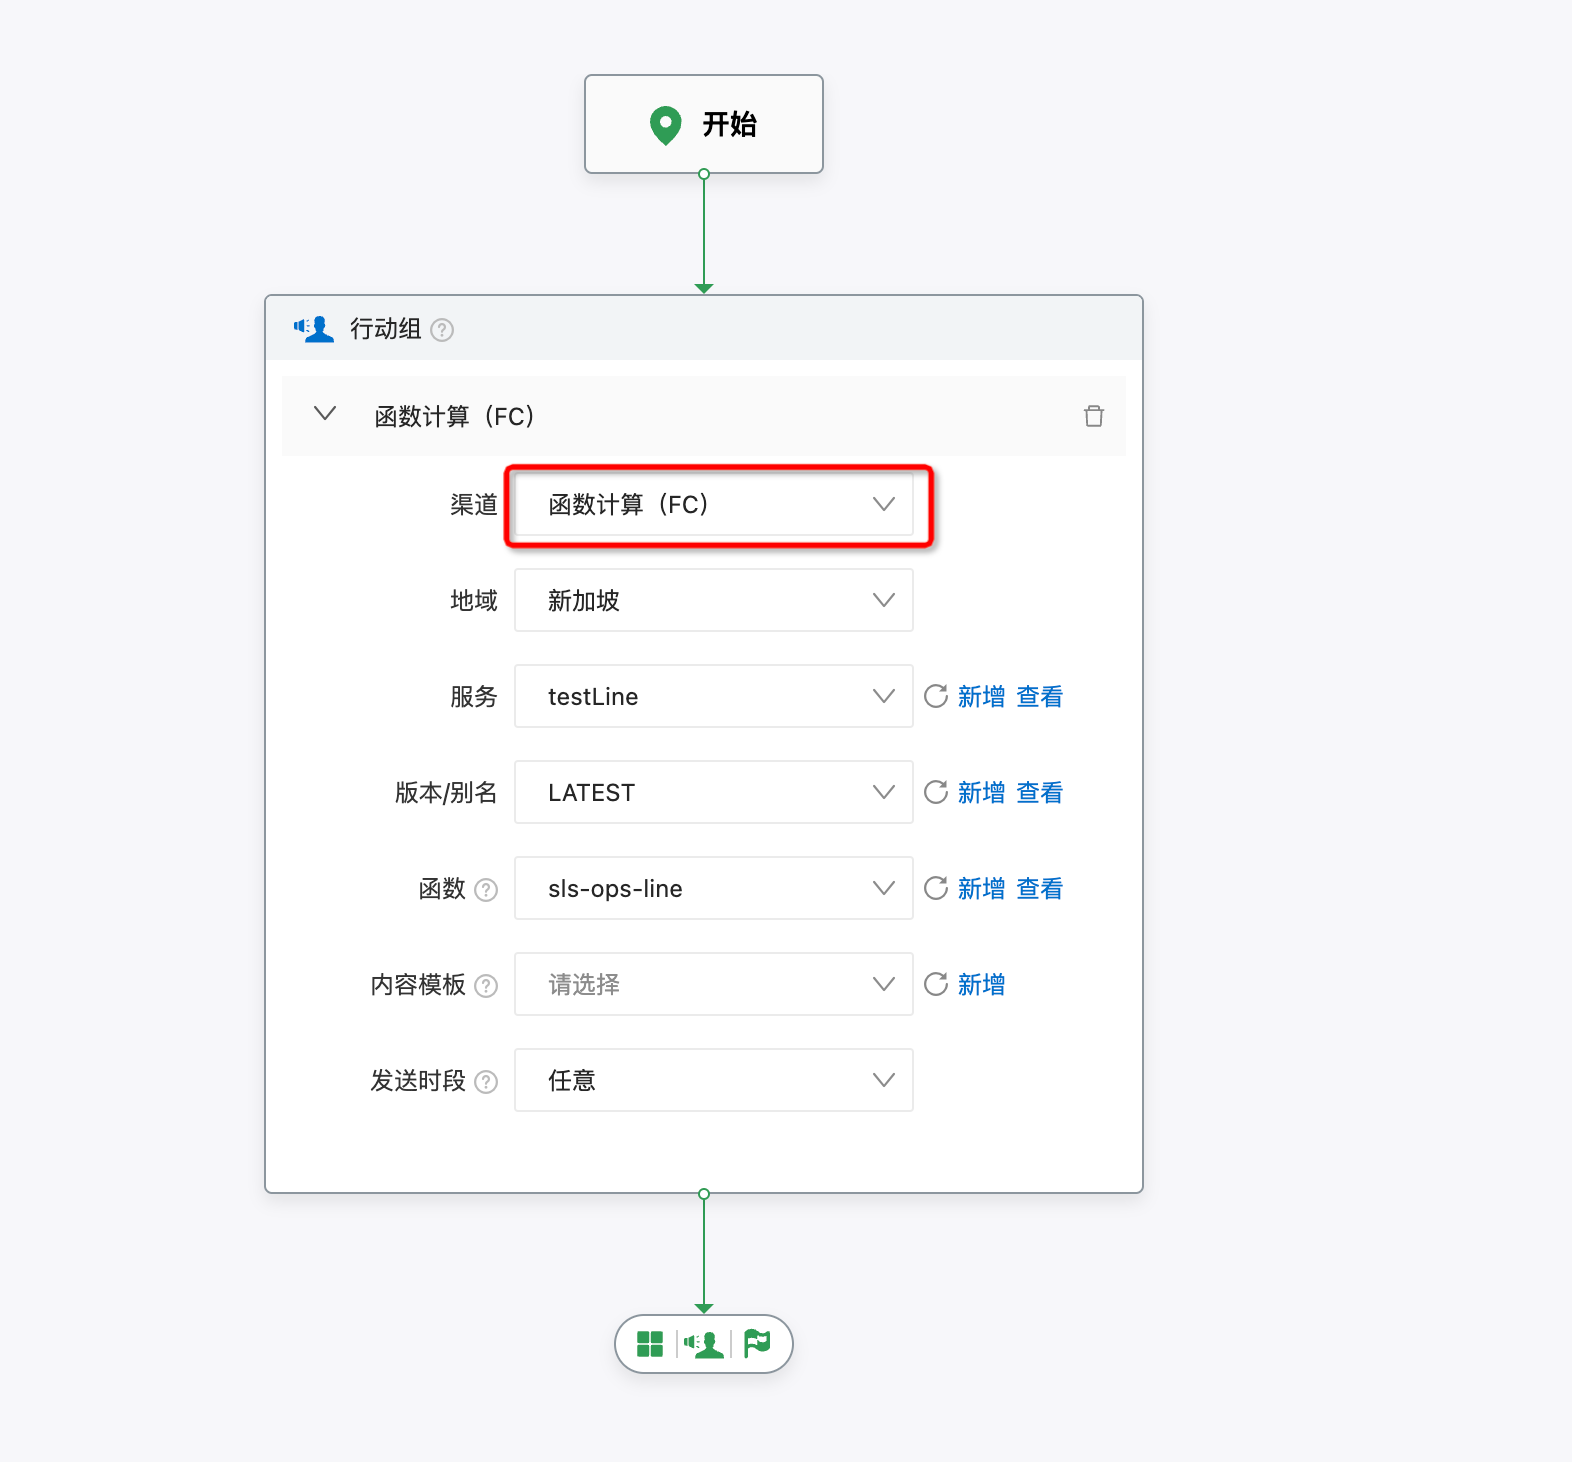 开始
行动组
函数计算（FC）
渠道 函数计算（FC）
地域 新加坡
服务 testLine 新增 查看
版本/别名 LATEST 新增 查看
函数 sls-ops-line 新增 查看
内容模板 请选择 新增
发送时段 任意